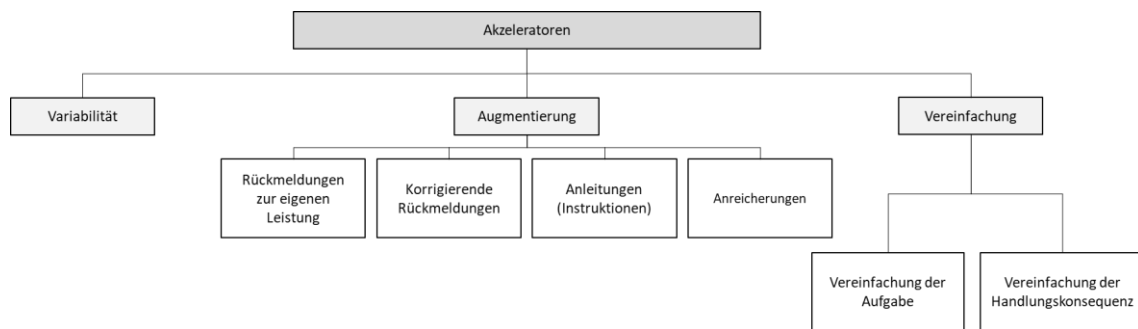 Akzeleratoren
Variabilität
Augmentierung
Vereinfachung
Rückmeldungen
zur eigenen
Leistung
Korrigierende
Rückmeldungen
Anleitungen
(Instruktionen)
Anreicherungen
Vereinfachung der
Aufgabe
Vereinfachung der
Handlungskonsequenz